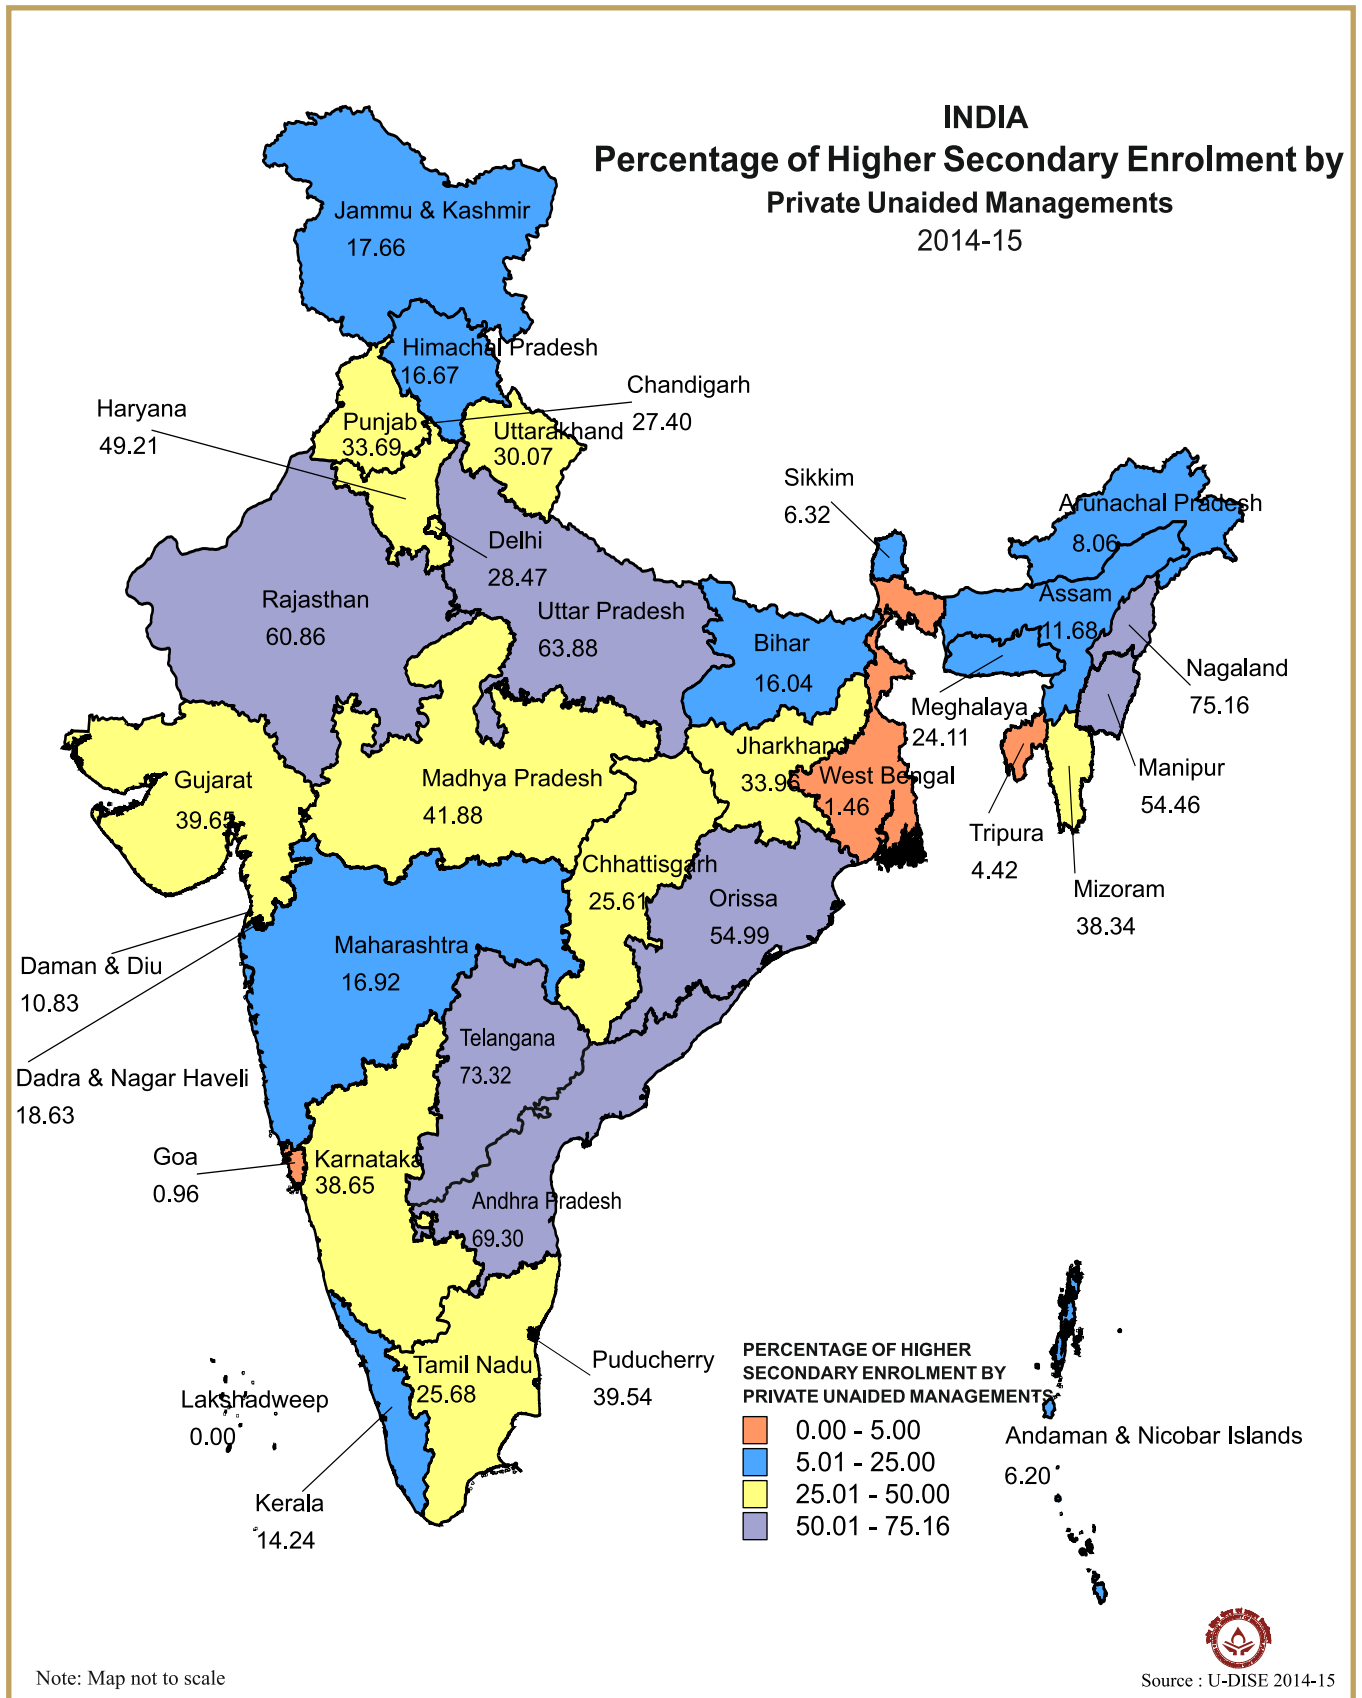 INDIA
Percentage of Higher Secondary Enrolment by
Private Unaided Managements
2014-15
Jammu & Kashmir
17.66
Himachal Pradesh
16.67
Chandigarh
27.40
Haryana
49.21
Punjab
33.69
Uttarakhand
30.07
Sikkim
6.32
Arunachal Pradesh
8.06
Delhi
28.47
Rajasthan
60.86
Uttar Pradesh
63.88
Assam
11.68
Bihar
16.04
Nagaland
75.16
Meghalaya
24.11
Jharkhand
33.96
West Bengal
1.46
Manipur
54.46
Gujarat
39.65
Madhya Pradesh
41.88
Tripura
4.42
Mizoram
38.34
Chhattisgarh
25.61
Orissa
54.99
Maharashtra
16.92
Daman & Diu
10.83
Telangana
73.32
Dadra & Nagar Haveli
18.63
Goa
0.96
Karnataka
38.65
Andhra Pradesh
69.30
Puducherry
39.54
Tamil Nadu
25.68
Lakshadweep
0.00
Kerala
14.24
PERCENTAGE OF HIGHER
SECONDARY ENROLMENT BY
PRIVATE UNAIDED MANAGEMENTS
0.00 - 5.00
5.01 - 25.00
25.01 - 50.00
50.01 - 75.16
Andaman & Nicobar Islands
6.20
Note: Map not to scale
Source : U-DISE 2014-15